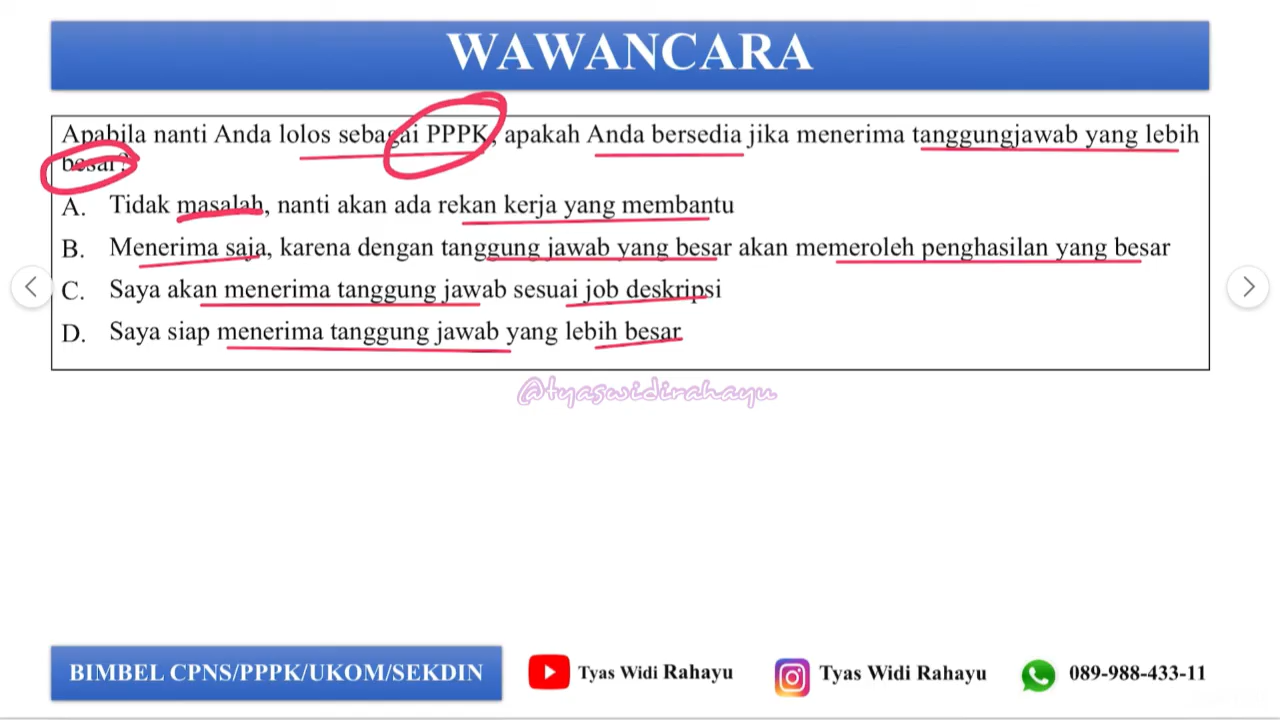 WAWANCARA
Apabila nanti Anda lolos sebagai PPPK, apakah Anda bersedia jika menerima tanggungjawab yang lebih
besar?
A. Tidak masalah, nanti akan ada rekan kerja yang membantu
B. Menerima saja, karena dengan tanggung jawab yang besar akan memeroleh penghasilan yang besar
C. Saya akan menerima tanggung jawab sesuai job deskripsi
D. Saya siap menerima tanggung jawab yang lebih besar
@tyaswidirahayu
BIMBEL CPNS/PPPK/UKOM/SEKDIN Tyas Widi Rahayu Tyas Widi Rahayu 089-988-433-11